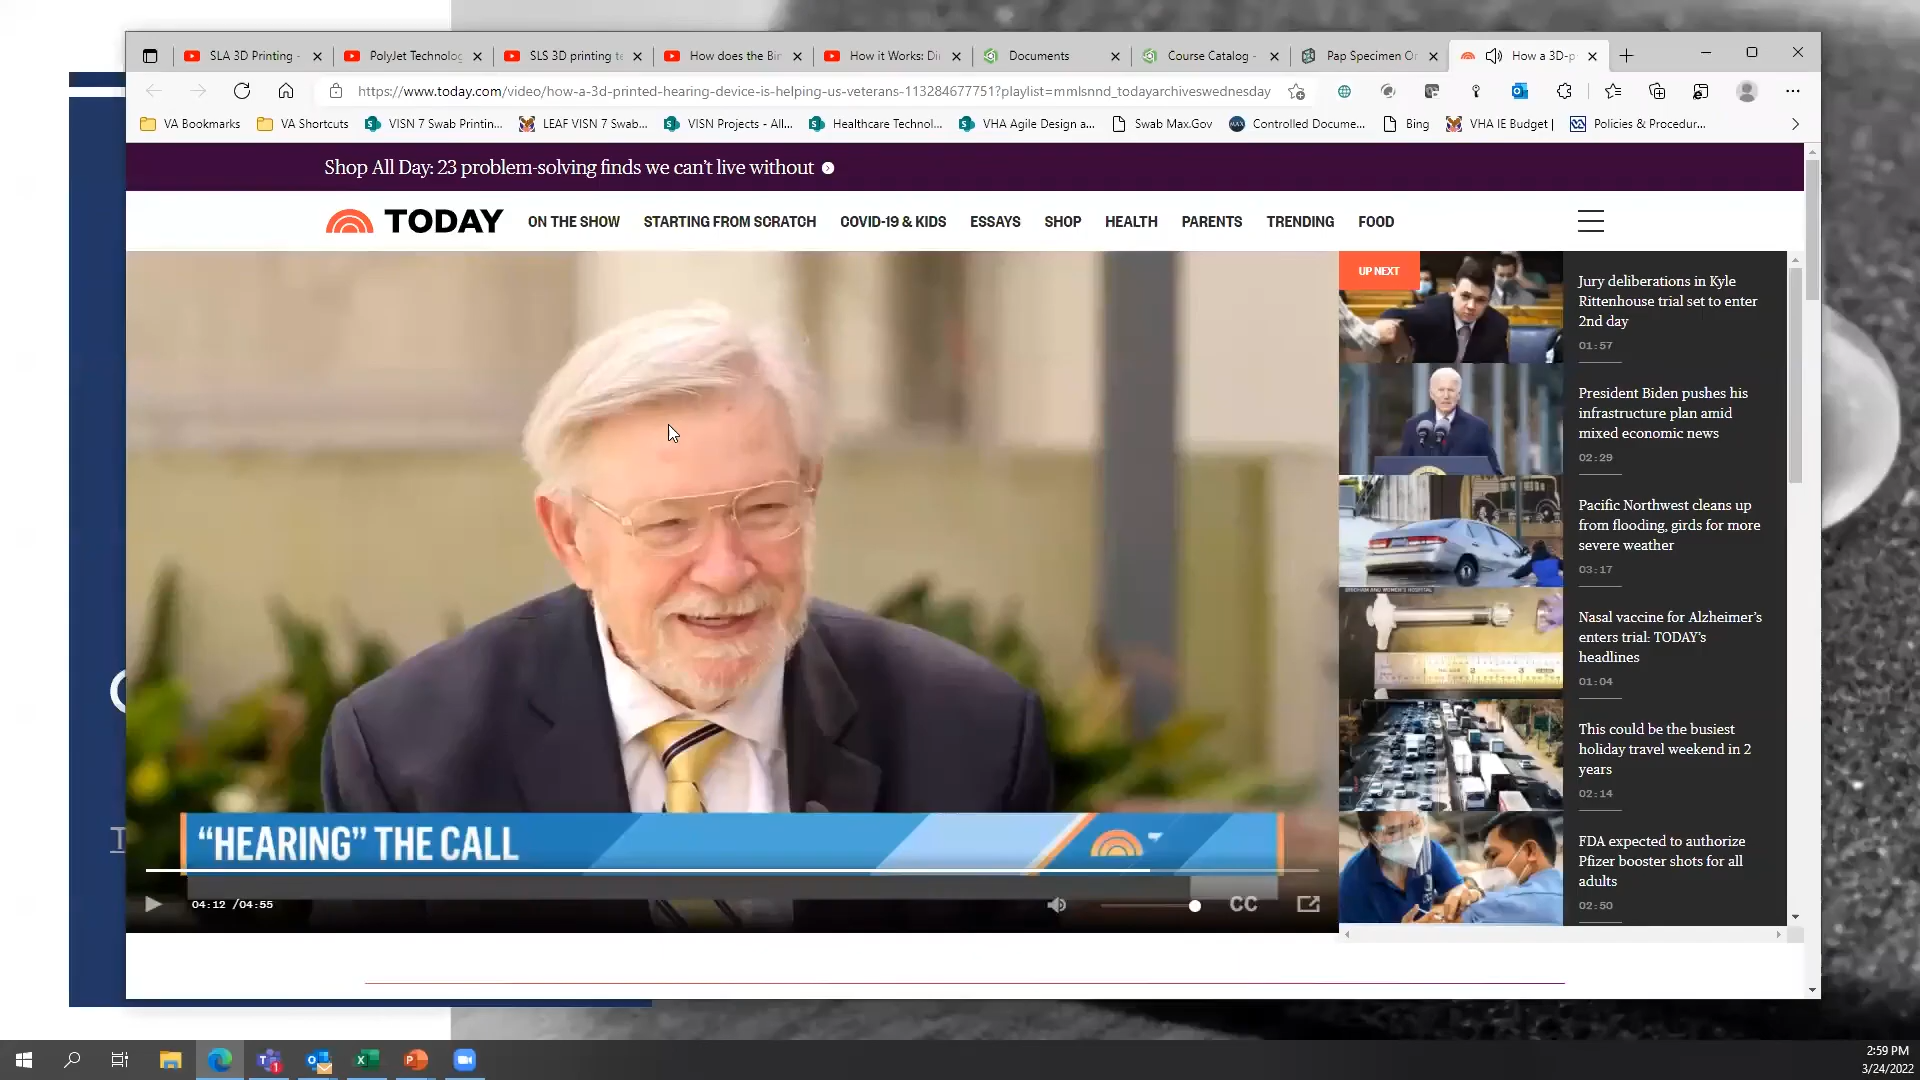 SLA 3D Printing -
PolyJet Technolog
SLS 3D printing te
How does the Bin
How it Works: Di
Documents
Course Catalog -
Pap Specimen Or
How a 3D-p
https://www.today.com/video/how-a-3d-printed-hearing-device-is-helping-us-veterans-113284677751?playlist=mmlsnnd_todayarchiveswednesday
VA Bookmarks
VA Shortcuts
VISN 7 Swab Printin...
LEAF VISN 7 Swab...
VISN Projects - All...
Healthcare Technol...
VHA Agile Design a...
Swab Max.Gov
Controlled Docume...
Bing
VHA IE Budget |
Policies & Procedur...
Shop All Day: 23 problem-solving finds we can't live without
TODAY
ON THE SHOW
STARTING FROM SCRATCH
COVID-19 & KIDS
ESSAYS
SHOP
HEALTH
PARENTS
TRENDING
FOOD
UP NEXT
Jury deliberations in Kyle
Rittenhouse trial set to enter
2nd day
01:57
President Biden pushes his
infrastructure plan amid
mixed economic news
02:29
Pacific Northwest cleans up
from flooding, girds for more
severe weather
03:17
BRIGHAM AND WOMEN'S HOSPITAL
Nasal vaccine for Alzheimer's
enters trial: TODAY's
headlines
01:04
This could be the busiest
holiday travel weekend in 2
years
02:14
FDA expected to authorize
Pfizer booster shots for all
adults
02:50
"HEARING" THE CALL
04:12 /04:55
CC
2:59 PM
3/24/2022